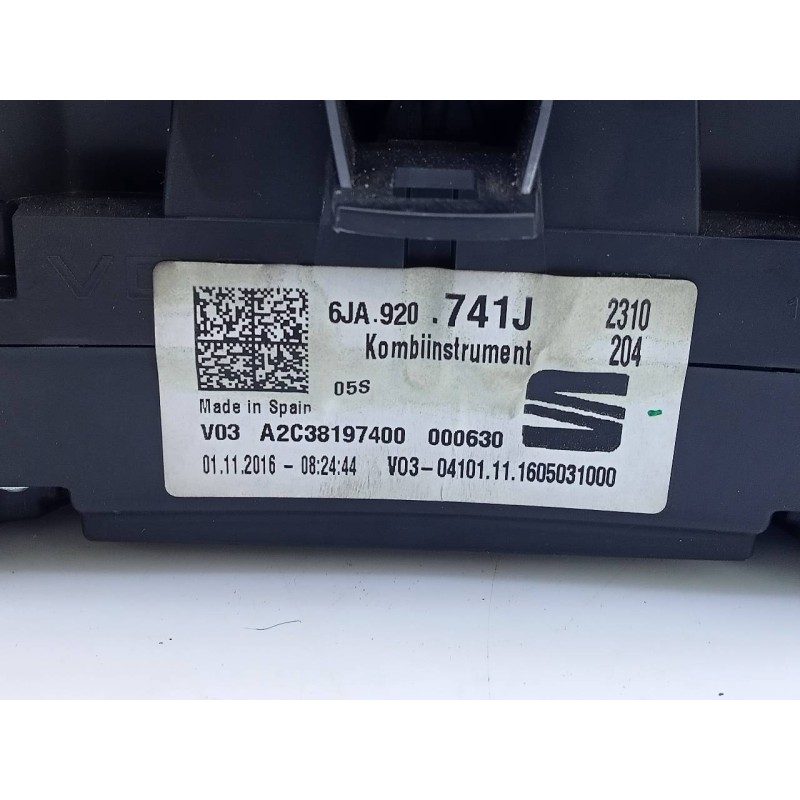 6JA.920 .741J 2310
Kombiinstrument 204
05S
Made in Spain
V03 A2C38197400 000630
01.11.2016 - 08:24:44 V03-04101.11.1605031000